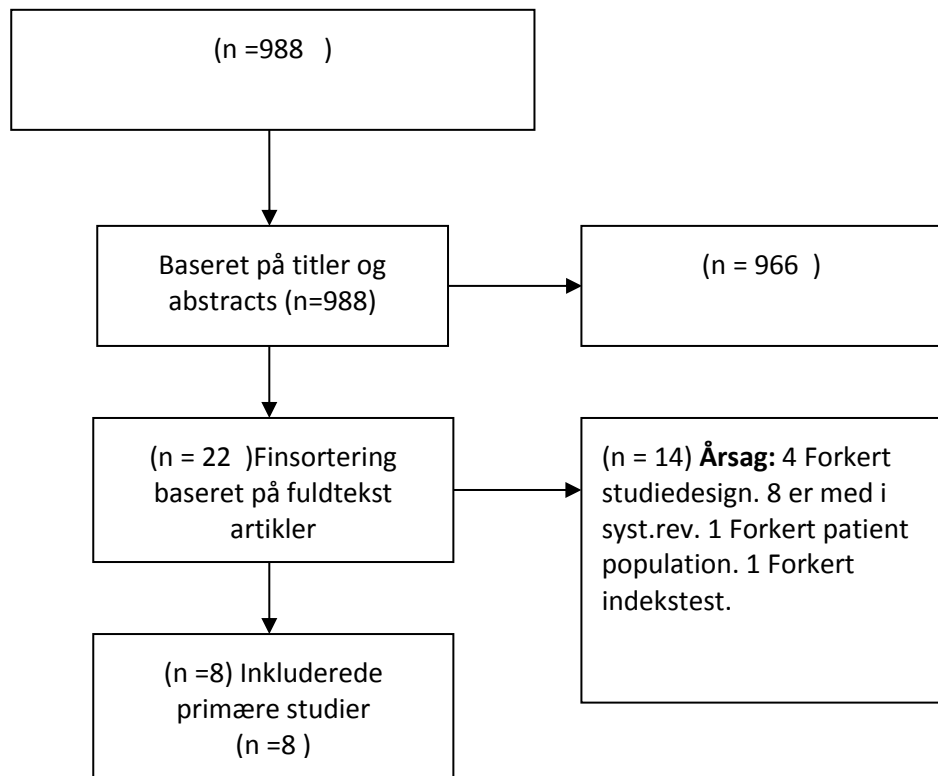 (n =988 )
Baseret på titler og
abstracts (n=988)
(n = 966 )
(n = 22 )Finsortering
baseret på fuldtekst
artikler
(n = 14) Årsag: 4 Forkert
studiedesign. 8 er med i
syst.rev. 1 Forkert patient
population. 1 Forkert
indekstest.
(n =8) Inkluderede
primære studier
(n =8 )